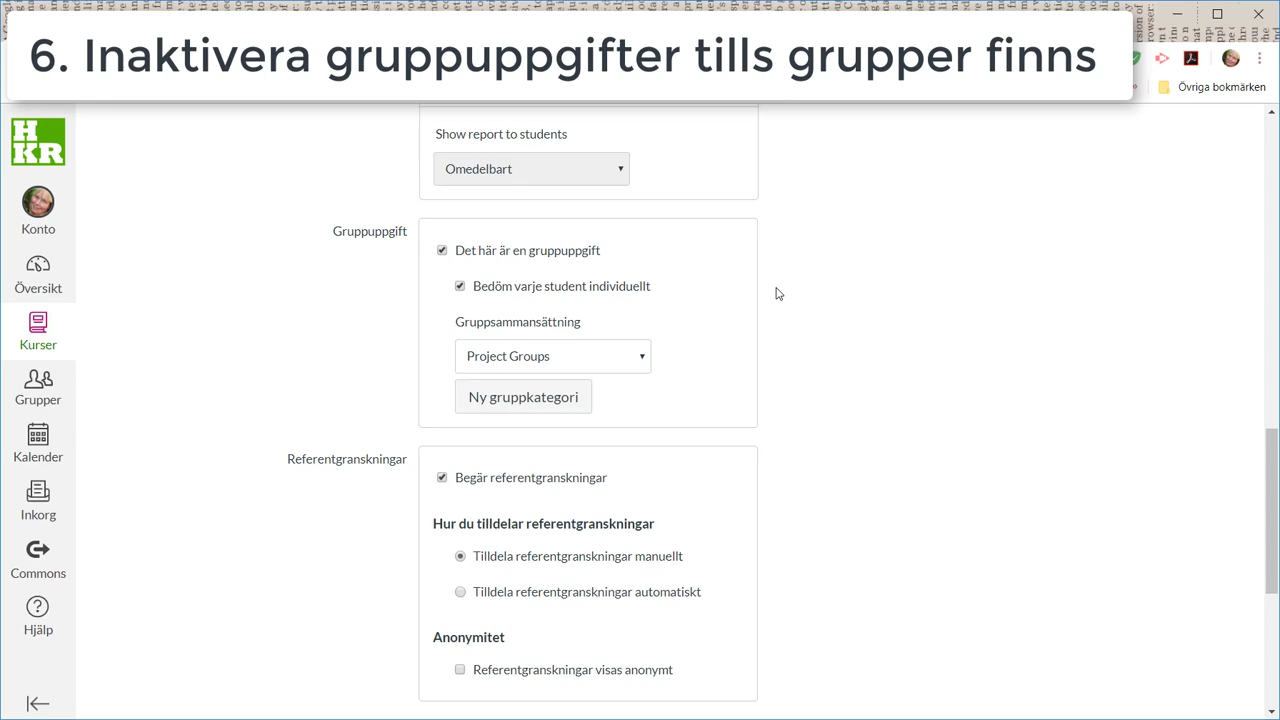 6. Inaktivera gruppuppgifter tills grupper finns
Övriga bokmärken
H
KR
Konto
Översikt
Kurser
Grupper
Kalender
Inkorg
Commons
Hjälp
Show report to students
Omedelbart
Gruppuppgift
Det här är en gruppuppgift
Bedöm varje student individuellt
Gruppsammansättning
Project Groups
Ny gruppkategori
Referentgranskningar
Begär referentgranskningar
Hur du tilldelar referentgranskningar
Tilldela referentgranskningar manuellt
Tilldela referentgranskningar automatiskt
Anonymitet
Referentgranskningar visas anonymt